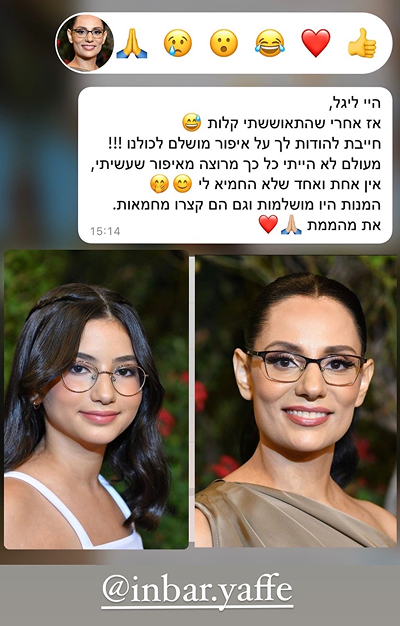 היי ליגל,
אז אחרי שהתאוששתי קלות 😅
חייבת להודות לך על איפור מושלם לכולנו !!!
מעולם לא הייתי כל כך מרוצה מאיפור שעשיתי,
אין אחת ואחד שלא החמיא לי 😊 🤭
המנות היו מושלמות וגם הם קצרו מחמאות.
את מהממת 🙏🏻❤️
15:14
@inbar.yaffe